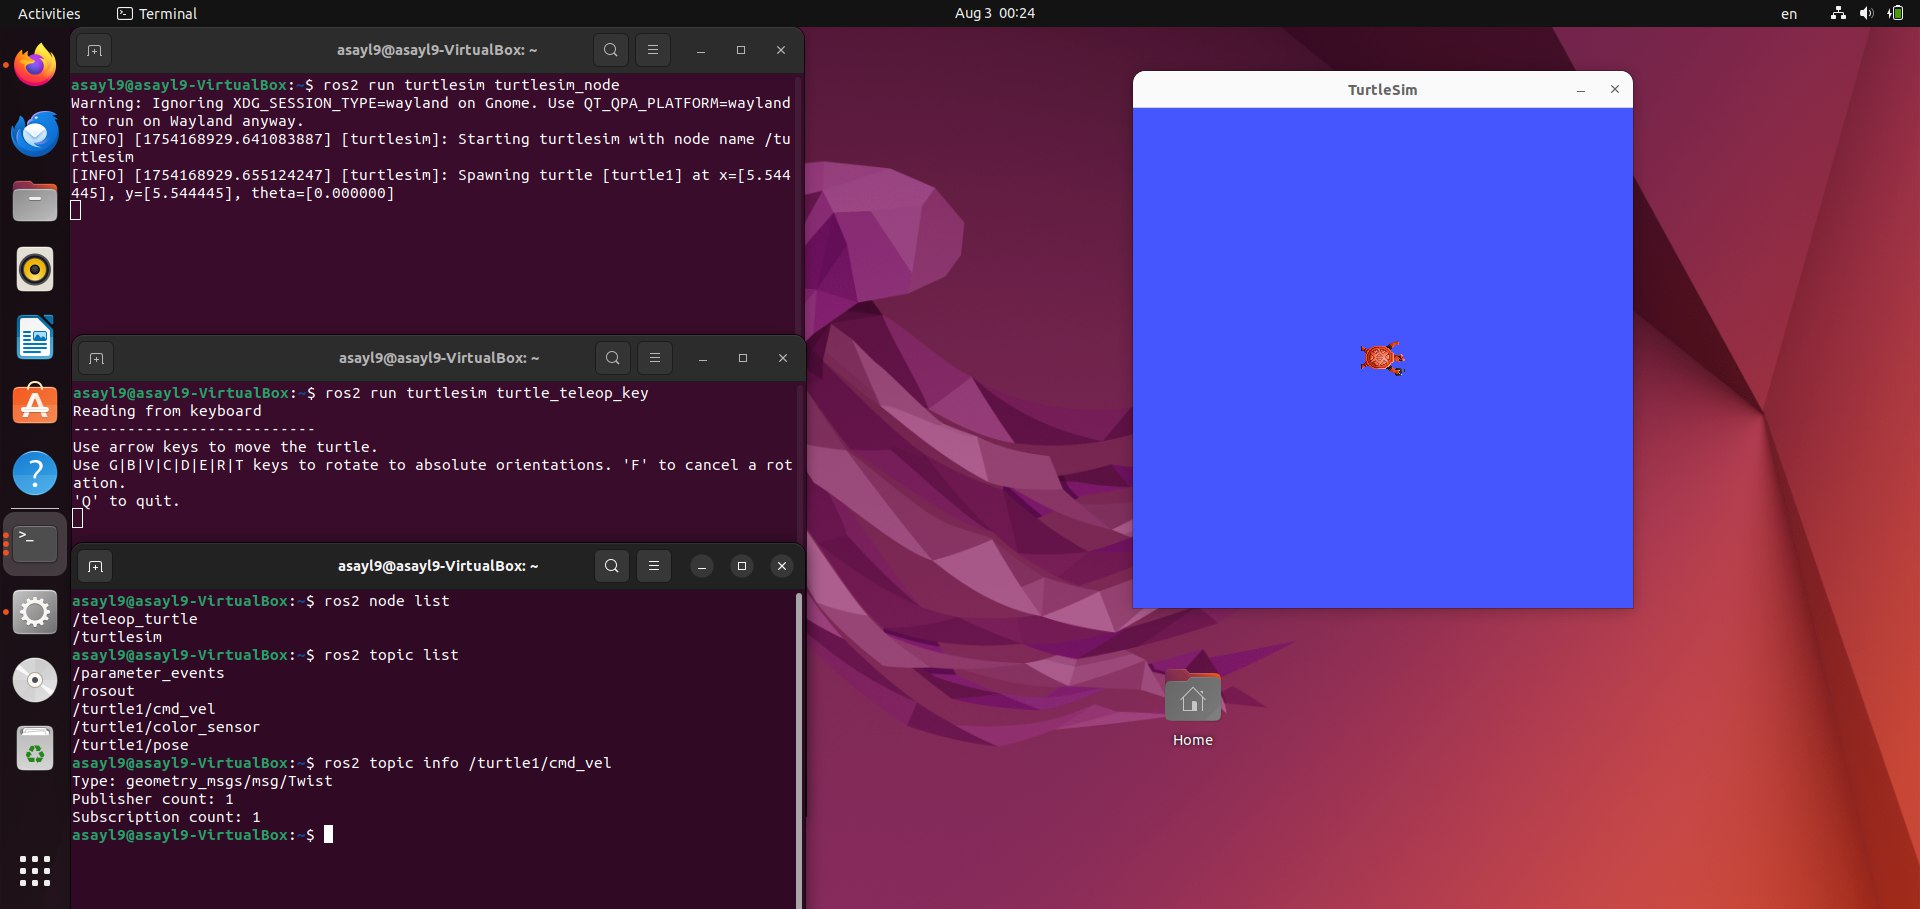 Activities
Terminal
Aug 3 00:24
en
asayl9@asayl9-VirtualBox: ~
asayl9@asayl9-VirtualBox:~$ ros2 run turtlesim turtlesim_node
Warning: Ignoring XDG_SESSION_TYPE=wayland on Gnome. Use QT_QPA_PLATFORM=wayland
 to run on Wayland anyway.
[INFO] [1754168929.641083887] [turtlesim]: Starting turtlesim with node name /tu
rtlesim
[INFO] [1754168929.655124247] [turtlesim]: Spawning turtle [turtle1] at x=[5.544
445], y=[5.544445], theta=[0.000000]
asayl9@asayl9-VirtualBox: ~
asayl9@asayl9-VirtualBox:~$ ros2 run turtlesim turtle_teleop_key
Reading from keyboard
---------------------------
Use arrow keys to move the turtle.
Use G|B|V|C|D|E|R|T keys to rotate to absolute orientations. 'F' to cancel a rot
ation.
'Q' to quit.
asayl9@asayl9-VirtualBox: ~
asayl9@asayl9-VirtualBox:~$ ros2 node list
/teleop_turtle
/turtlesim
asayl9@asayl9-VirtualBox:~$ ros2 topic list
/parameter_events
/rosout
/turtle1/cmd_vel
/turtle1/color_sensor
/turtle1/pose
asayl9@asayl9-VirtualBox:~$ ros2 topic info /turtle1/cmd_vel
Type: geometry_msgs/msg/Twist
Publisher count: 1
Subscription count: 1
asayl9@asayl9-VirtualBox:~$
TurtleSim
Home